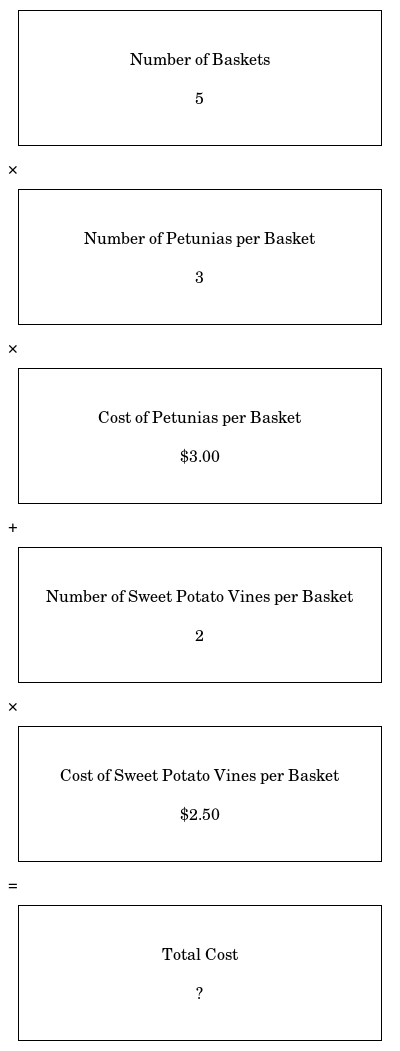 Number of Baskets
5
×
Number of Petunias per Basket
3
×
Cost of Petunias per Basket
$3.00
+
Number of Sweet Potato Vines per Basket
2
×
Cost of Sweet Potato Vines per Basket
$2.50
=
Total Cost
?